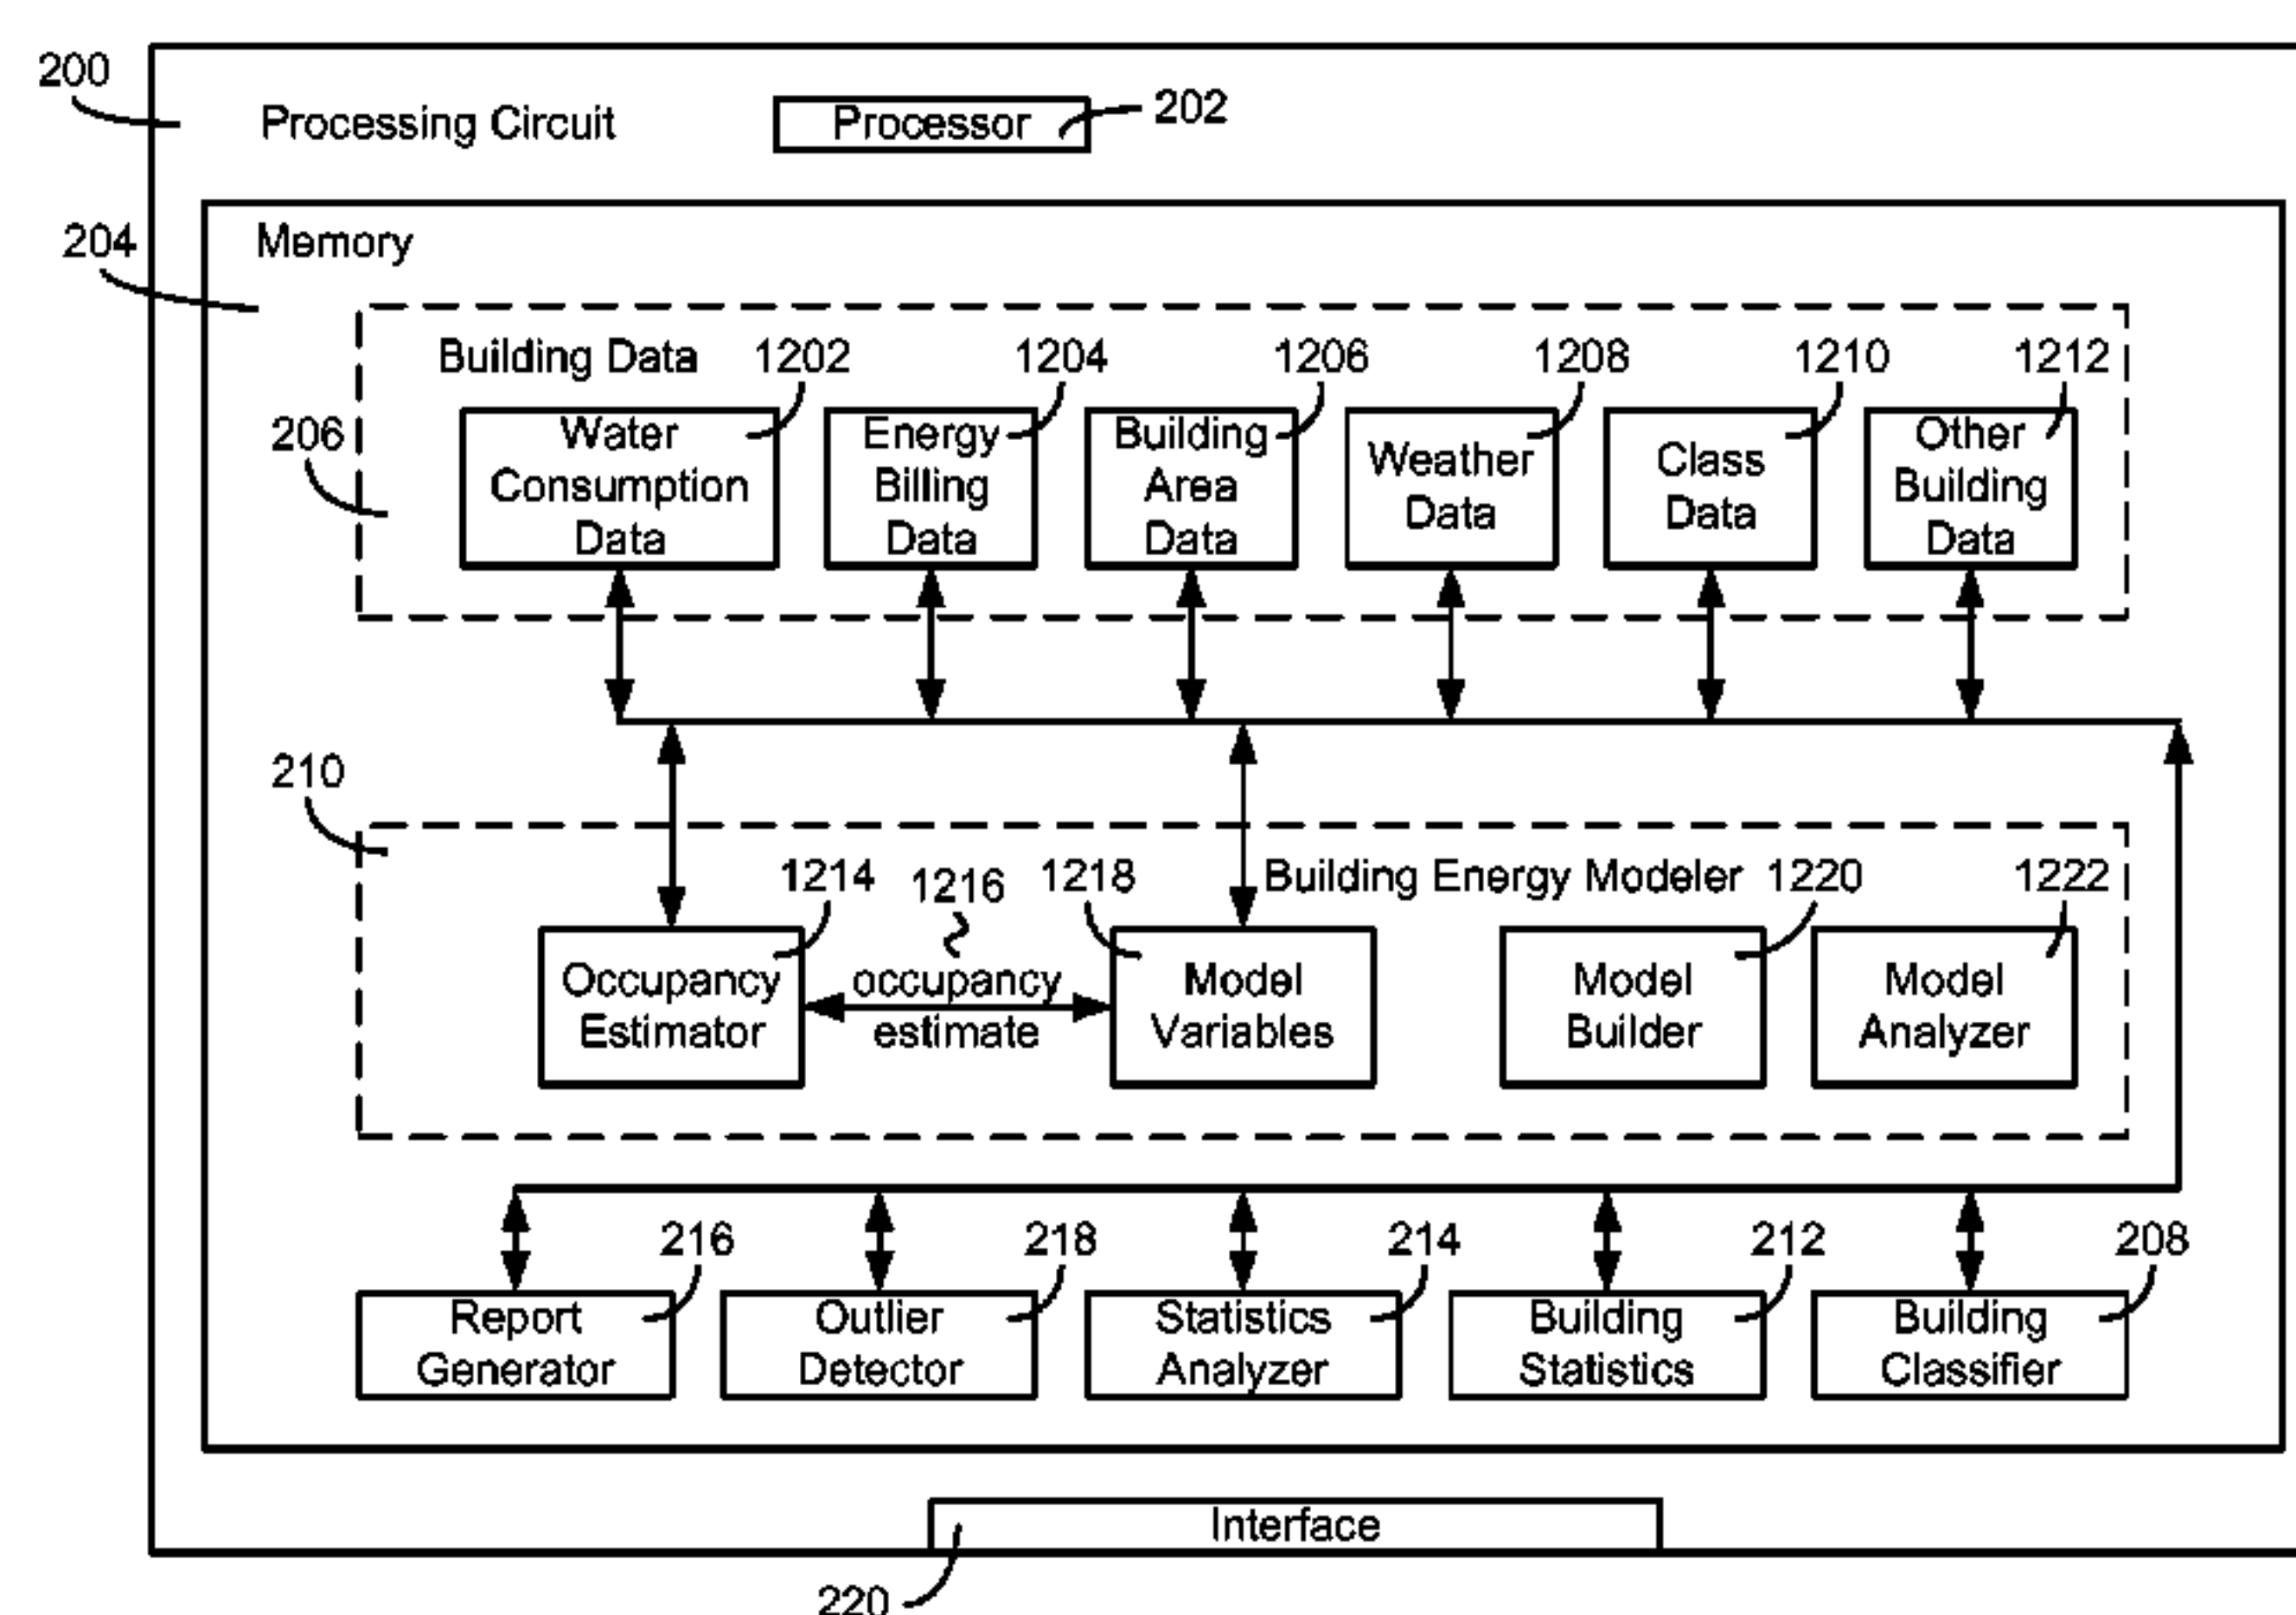 200
Processing Circuit
Processor
202
204
Memory
Building Data
1202
1204
1206
1208
1210
1212
206
Water
Consumption
Data
Energy
Billing
Data
Building
Area
Data
Weather
Data
Class
Data
Other
Building
Data
210
1214
1216
1218
Building Energy Modeler
1220
1222
Occupancy
Estimator
occupancy
estimate
Model
Variables
Model
Builder
Model
Analyzer
216
218
214
212
208
Report
Generator
Outlier
Detector
Statistics
Analyzer
Building
Statistics
Building
Classifier
Interface
220